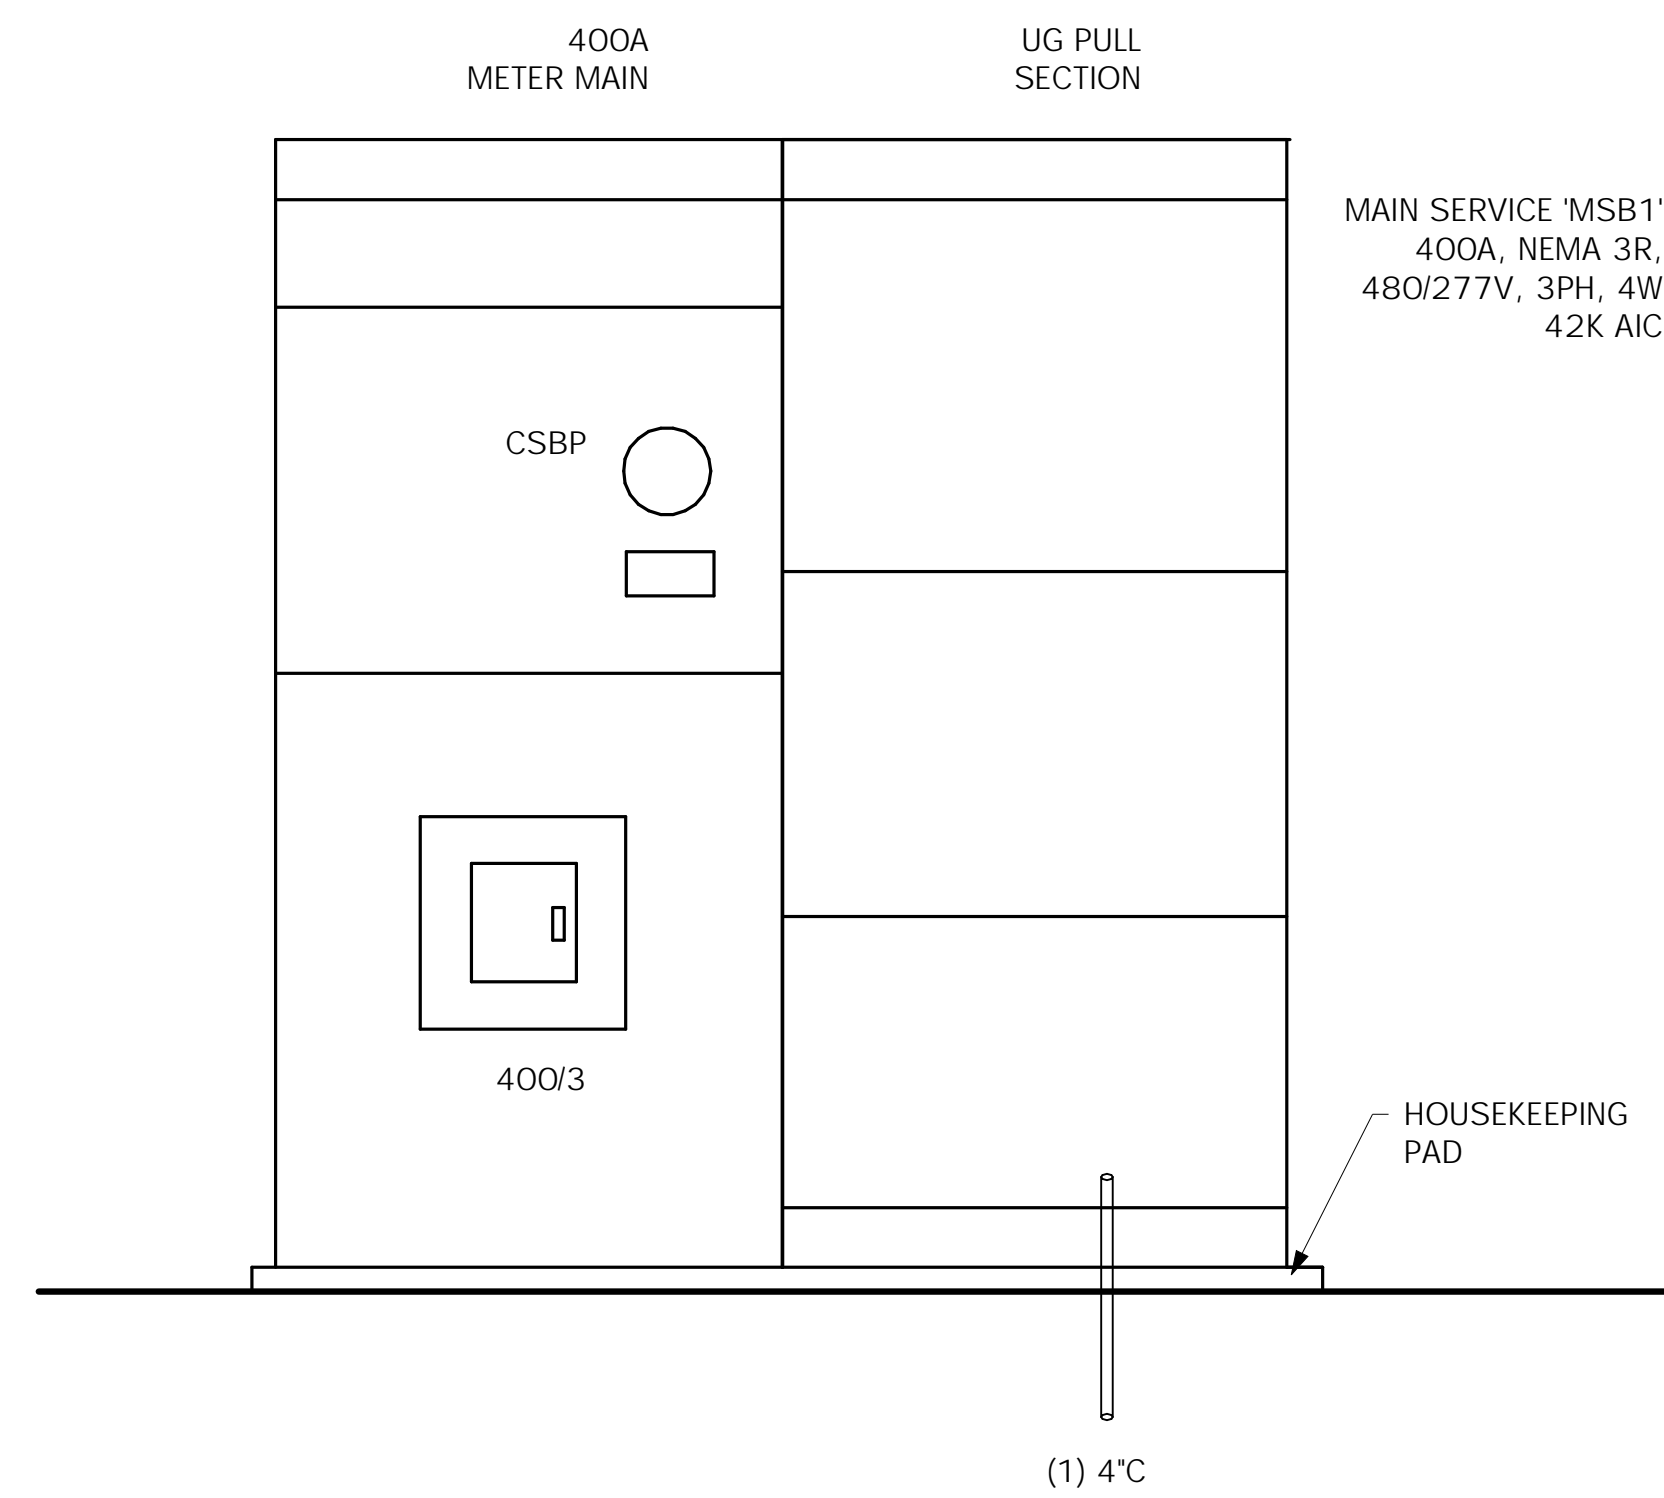 400A
METER MAIN
UG PULL
SECTION
MAIN SERVICE 'MSB1'
400A, NEMA 3R,
480/277V, 3PH, 4W
42K AIC
CSBP
400/3
HOUSEKEEPING
PAD
(1) 4"C